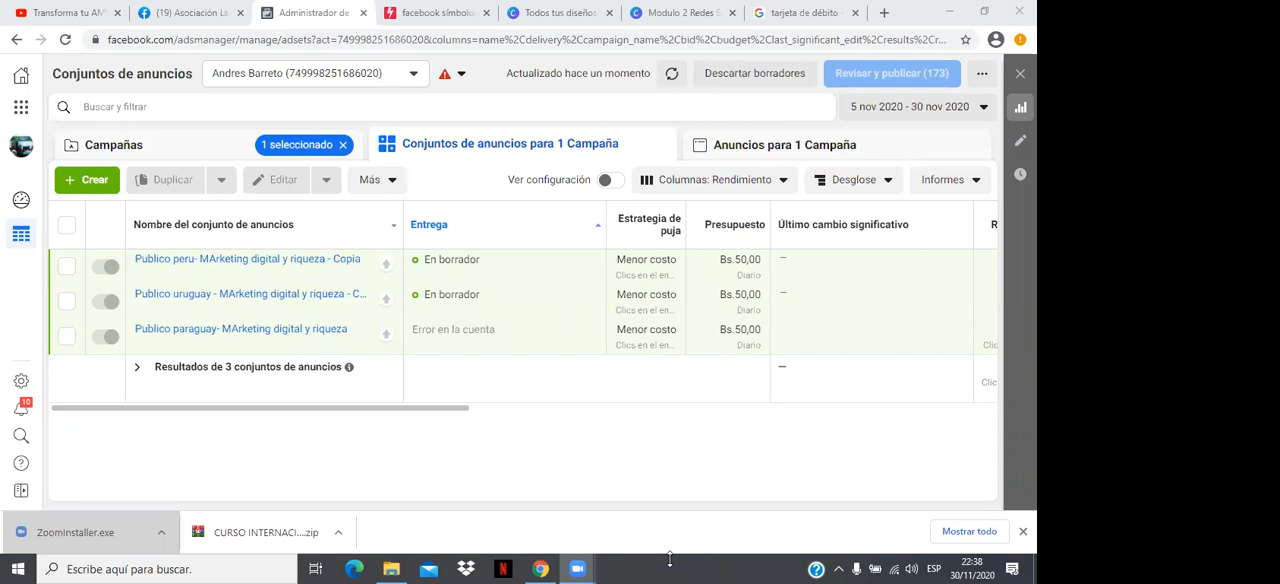 Transforma tu AM
(19) Asociación La
Administrador de
facebook símbolo
Todos tus diseños
Modulo 2 Redes S
tarjeta de débito -
facebook.com/adsmanager/manage/adsets?act=749998251686020&columns=name%2Cdelivery%2Ccampaign_name%2Cbid%2Cbudget%2Clast_significant_edit%2Cresults%2Cr...
Conjuntos de anuncios
Andres Barreto (749998251686020)
Actualizado hace un momento
Descartar borradores
Revisar y publicar (173)
Buscar y filtrar
5 nov 2020 - 30 nov 2020
Campañas
1 seleccionado
Conjuntos de anuncios para 1 Campaña
Anuncios para 1 Campaña
+ Crear
Duplicar
Editar
Más
Ver configuración
Columnas: Rendimiento
Desglose
Informes
Nombre del conjunto de anuncios
Entrega
Estrategia de puja
Presupuesto
Último cambio significativo
R
Publico peru- MArketing digital y riqueza - Copia
En borrador
Menor costo
Bs.50,00
—
Clics en el en...
Diario
Publico uruguay - MArketing digital y riqueza - C...
En borrador
Menor costo
Bs.50,00
—
Clics en el en...
Diario
Publico paraguay- MArketing digital y riqueza
Error en la cuenta
Menor costo
Bs.50,00
Clics en el en...
Diario
Clic
Resultados de 3 conjuntos de anuncios
—
Clic
10
ZoomInstaller.exe
CURSO INTERNACI....zip
Mostrar todo
Escribe aquí para buscar.
ESP
22:38
30/11/2020